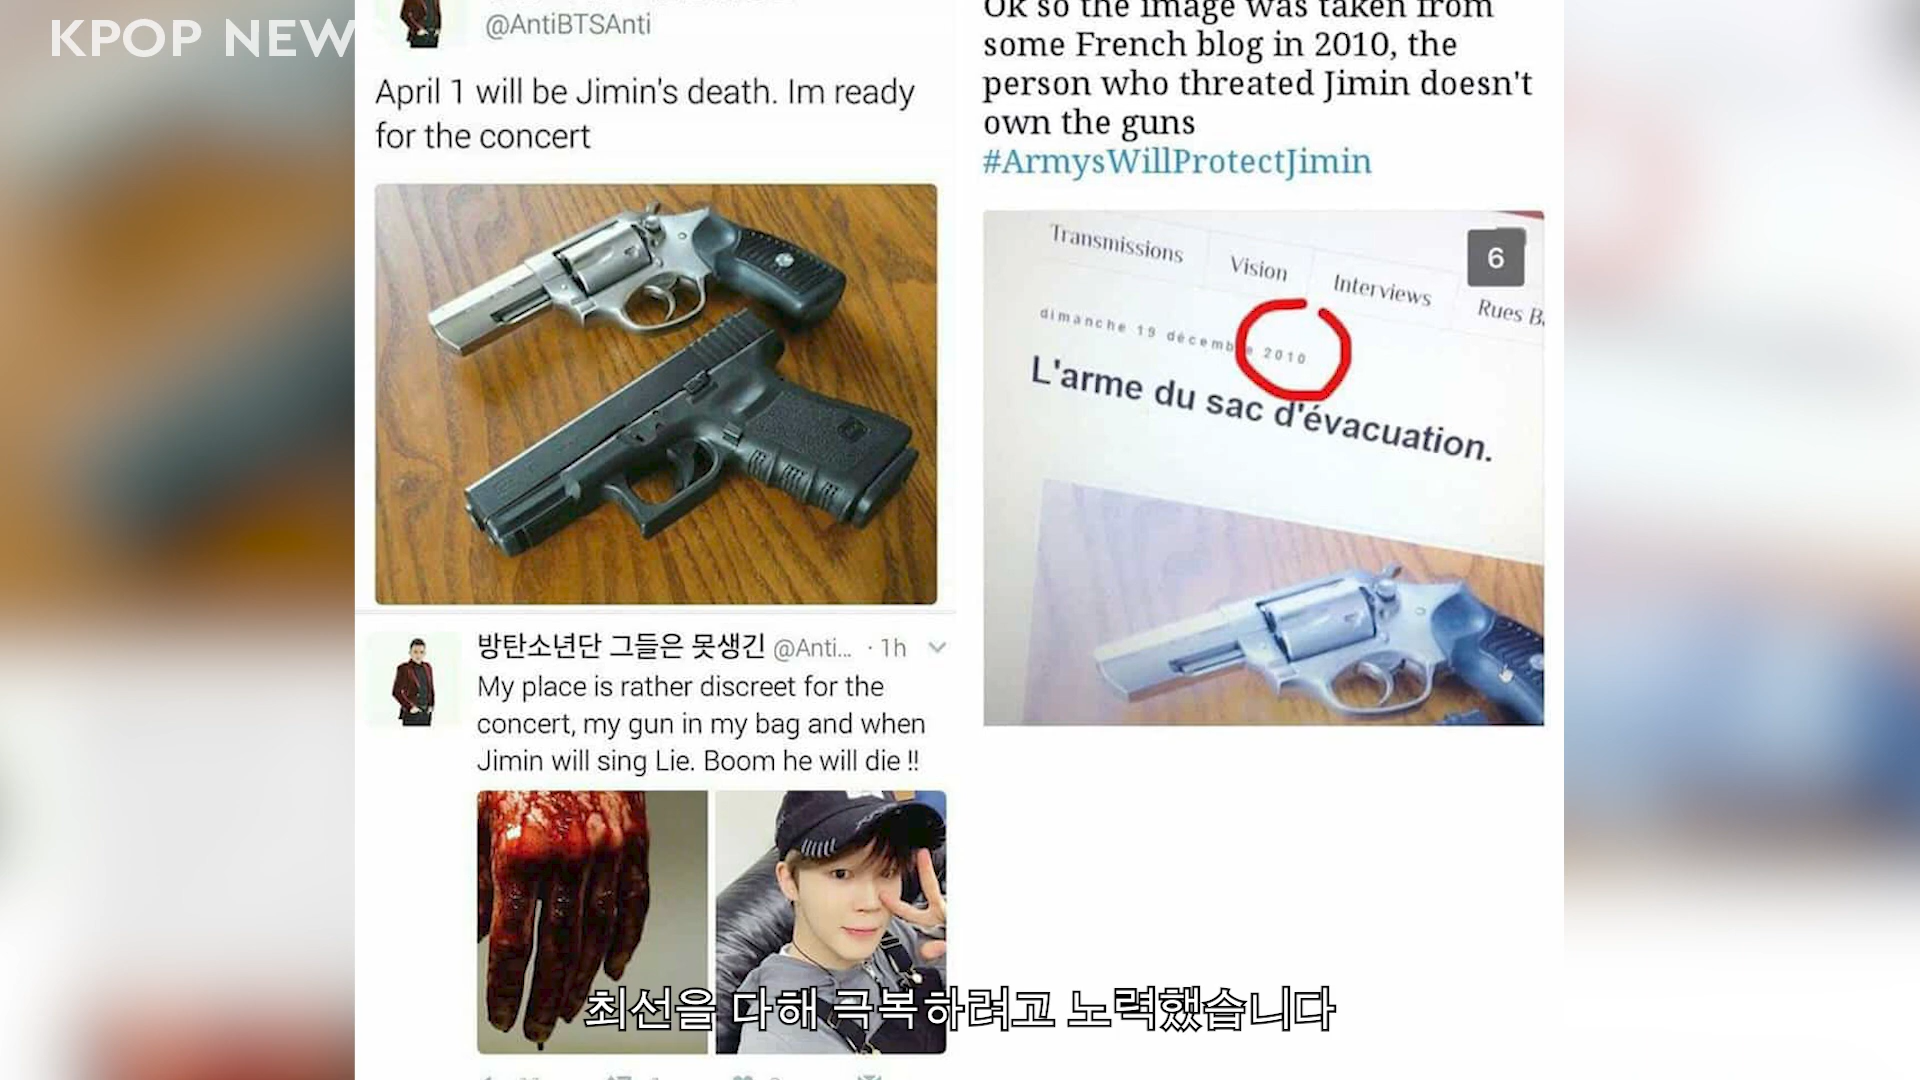 KPOP NEW
@AntiBTSAnti
April 1 will be Jimin's death. Im ready
for the concert
방탄소년단 그들은 못생긴 @Anti... · 1h
My place is rather discreet for the
concert, my gun in my bag and when
Jimin will sing Lie. Boom he will die !!
Ok so the image was taken from
some French blog in 2010, the
person who threated Jimin doesn't
own the guns
#ArmysWillProtectJimin
6
Transmissions
Vision
Interviews
Rues B
dimanche 19 décembre 2010
L'arme du sac d'évacuation.
최선을 다해 극복하려고 노력했습니다